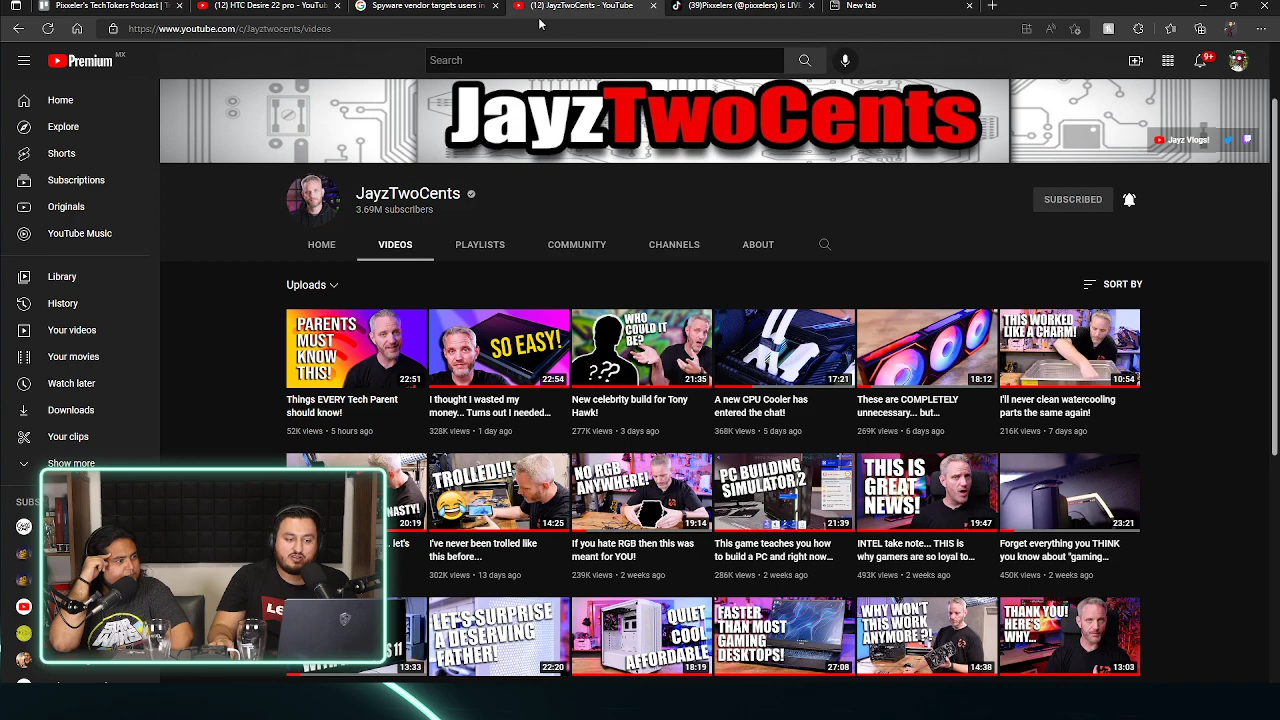 Pixxeler's TechTokers Podcast |
(12) HTC Desire 22 pro - YouTub
Spyware vendor targets users in
(12) JayzTwoCents - YouTube
(39)Pixxelers (@pixxelers) is LIVE
New tab
https://www.youtube.com/c/Jayztwocents/videos
Premium MX
Search
9+
JayzTwoCents
Jayz Vlogs!
Home
Explore
Shorts
Subscriptions
Originals
YouTube Music
Library
History
Your videos
Your movies
Watch later
Downloads
Your clips
Show more
SUBS
JayzTwoCents
3.69M subscribers
SUBSCRIBED
HOME
VIDEOS
PLAYLISTS
COMMUNITY
CHANNELS
ABOUT
Uploads
SORT BY
PARENTS
MUST
KNOW
THIS!
22:51
Things EVERY Tech Parent
should know!
52K views • 5 hours ago
SO EASY!
22:54
I thought I wasted my
money... Turns out I needed...
328K views • 1 day ago
WHO
COULD IT
BE?
???
21:35
New celebrity build for Tony
Hawk!
277K views • 3 days ago
17:21
A new CPU Cooler has
entered the chat!
368K views • 5 days ago
18:12
These are COMPLETELY
unnecessary... but...
269K views • 6 days ago
THIS WORKED
LIKE A CHARM!
10:54
I'll never clean watercooling
parts the same again!
216K views • 7 days ago
NASTY!
20:19
... let's
TROLLED!!!
14:25
I've never been trolled like
this before...
302K views • 13 days ago
NO RGB
ANYWHERE!
19:14
If you hate RGB then this was
meant for YOU!
239K views • 2 weeks ago
PC BUILDING
SIMULATOR 2
21:39
This game teaches you how
to build a PC and right now...
286K views • 2 weeks ago
THIS IS
GREAT
NEWS!
19:47
INTEL take note... THIS is
why gamers are so loyal to...
493K views • 2 weeks ago
23:21
Forget everything you THINK
you know about "gaming...
450K views • 2 weeks ago
11
13:33
LET'S SURPRISE
A DESERVING
FATHER!
22:20
QUIET
COOL
AFFORDABLE
18:19
FASTER
THAN MOST
GAMING
DESKTOPS!
27:08
WHY WON'T
THIS WORK
ANYMORE?!
14:38
THANK YOU!
HERE'S
WHY...
13:03
STAR WARS